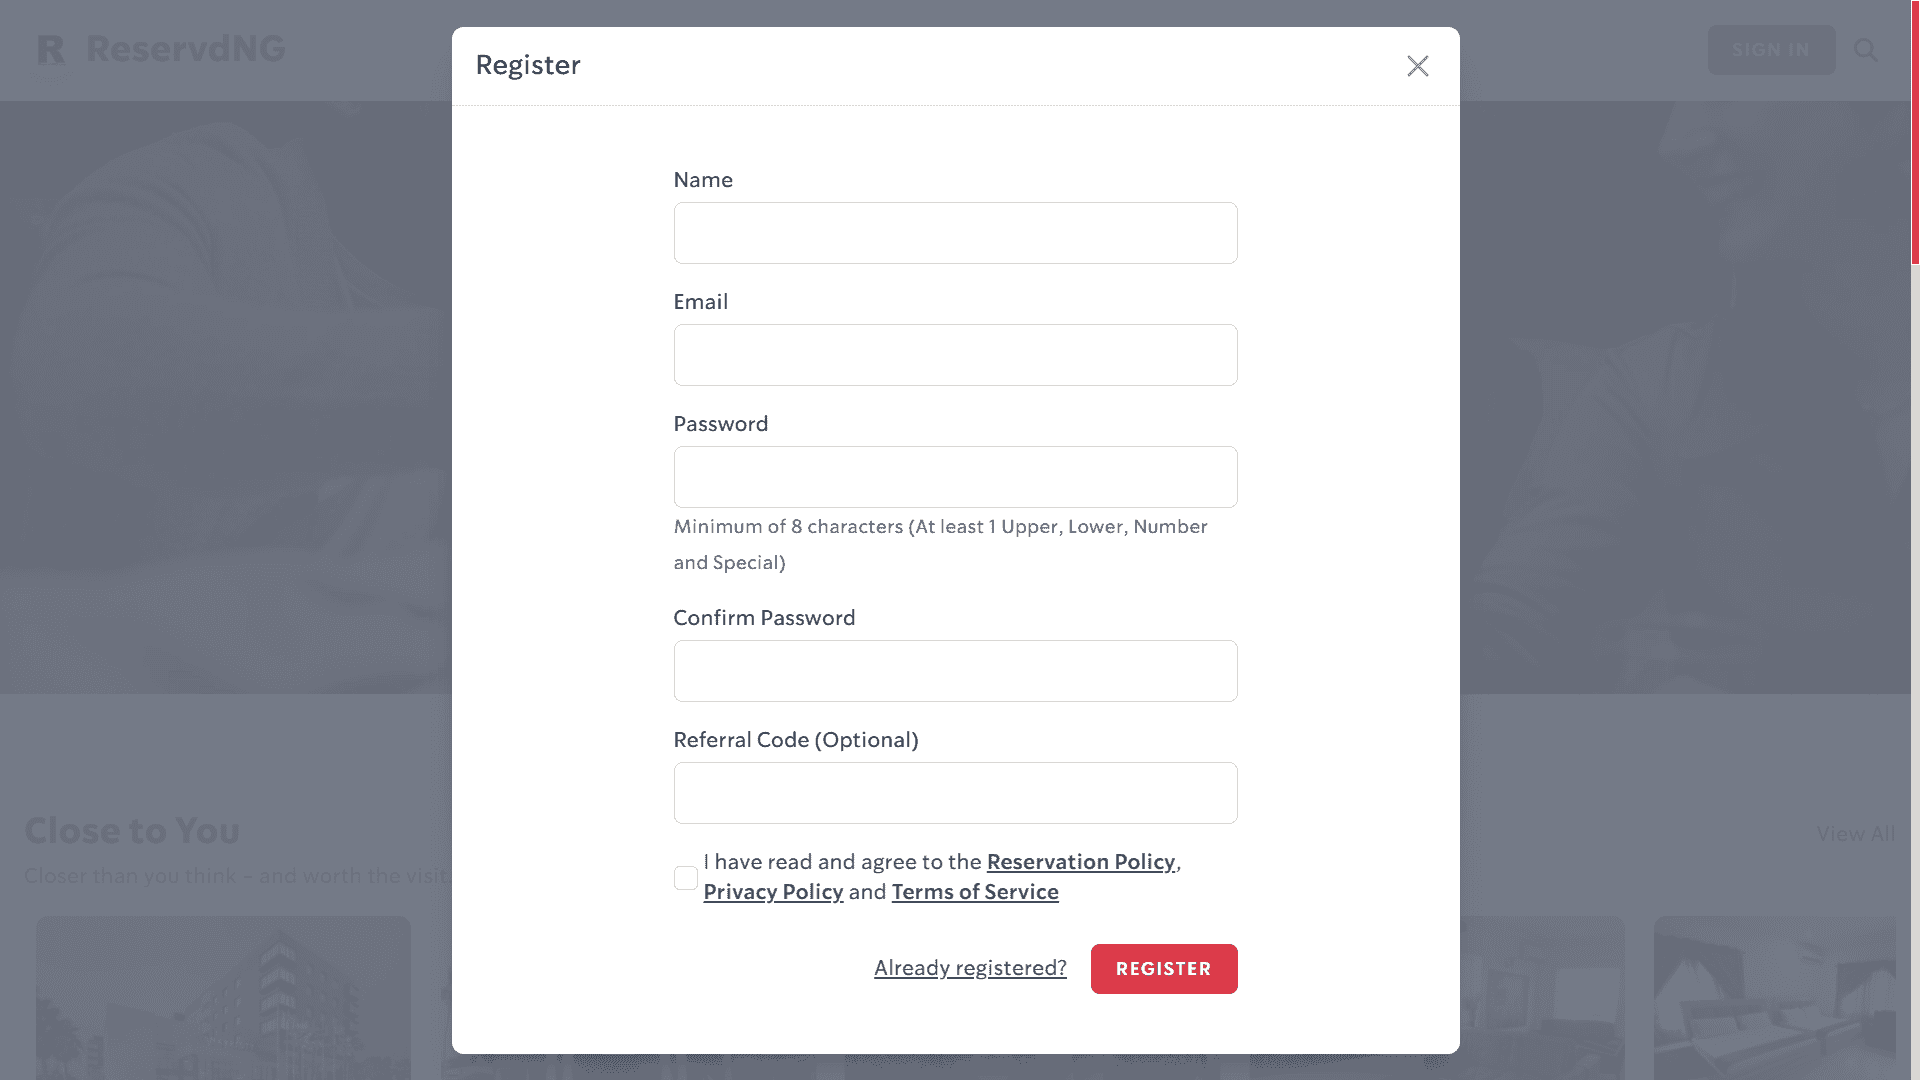 R ReservdNG
SIGN IN
Register
Name
Email
Password
Minimum of 8 characters (At least 1 Upper, Lower, Number
and Special)
Confirm Password
Referral Code (Optional)
I have read and agree to the Reservation Policy,
Privacy Policy and Terms of Service
Already registered?
REGISTER
Close to You
View All
Closer than you think – and worth the visit.